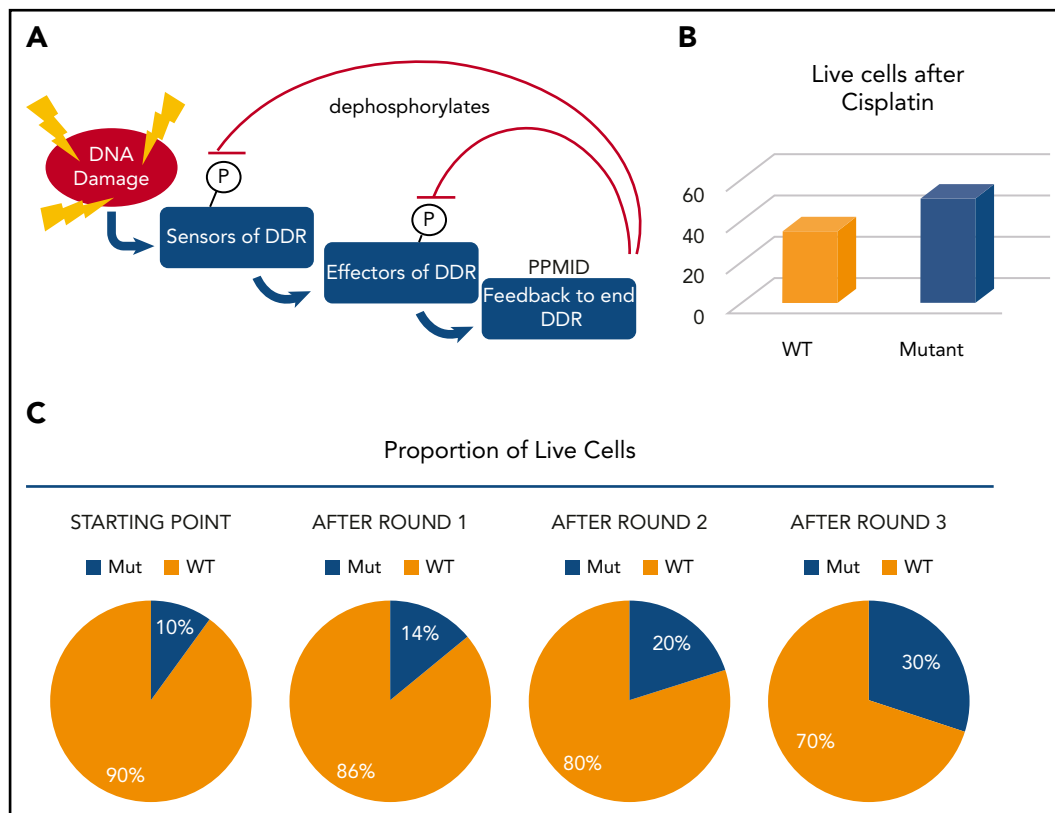 A
dephosphorylates
DNA
Damage
P
Sensors of DDR
P
Effectors of DDR
PPMID
Feedback to end
DDR
B
Live cells after
Cisplatin
60
40
20
0
WT
Mutant
C
Proportion of Live Cells
STARTING POINT
Mut WT
10%
90%
AFTER ROUND 1
Mut WT
14%
86%
AFTER ROUND 2
Mut WT
20%
80%
AFTER ROUND 3
Mut WT
30%
70%